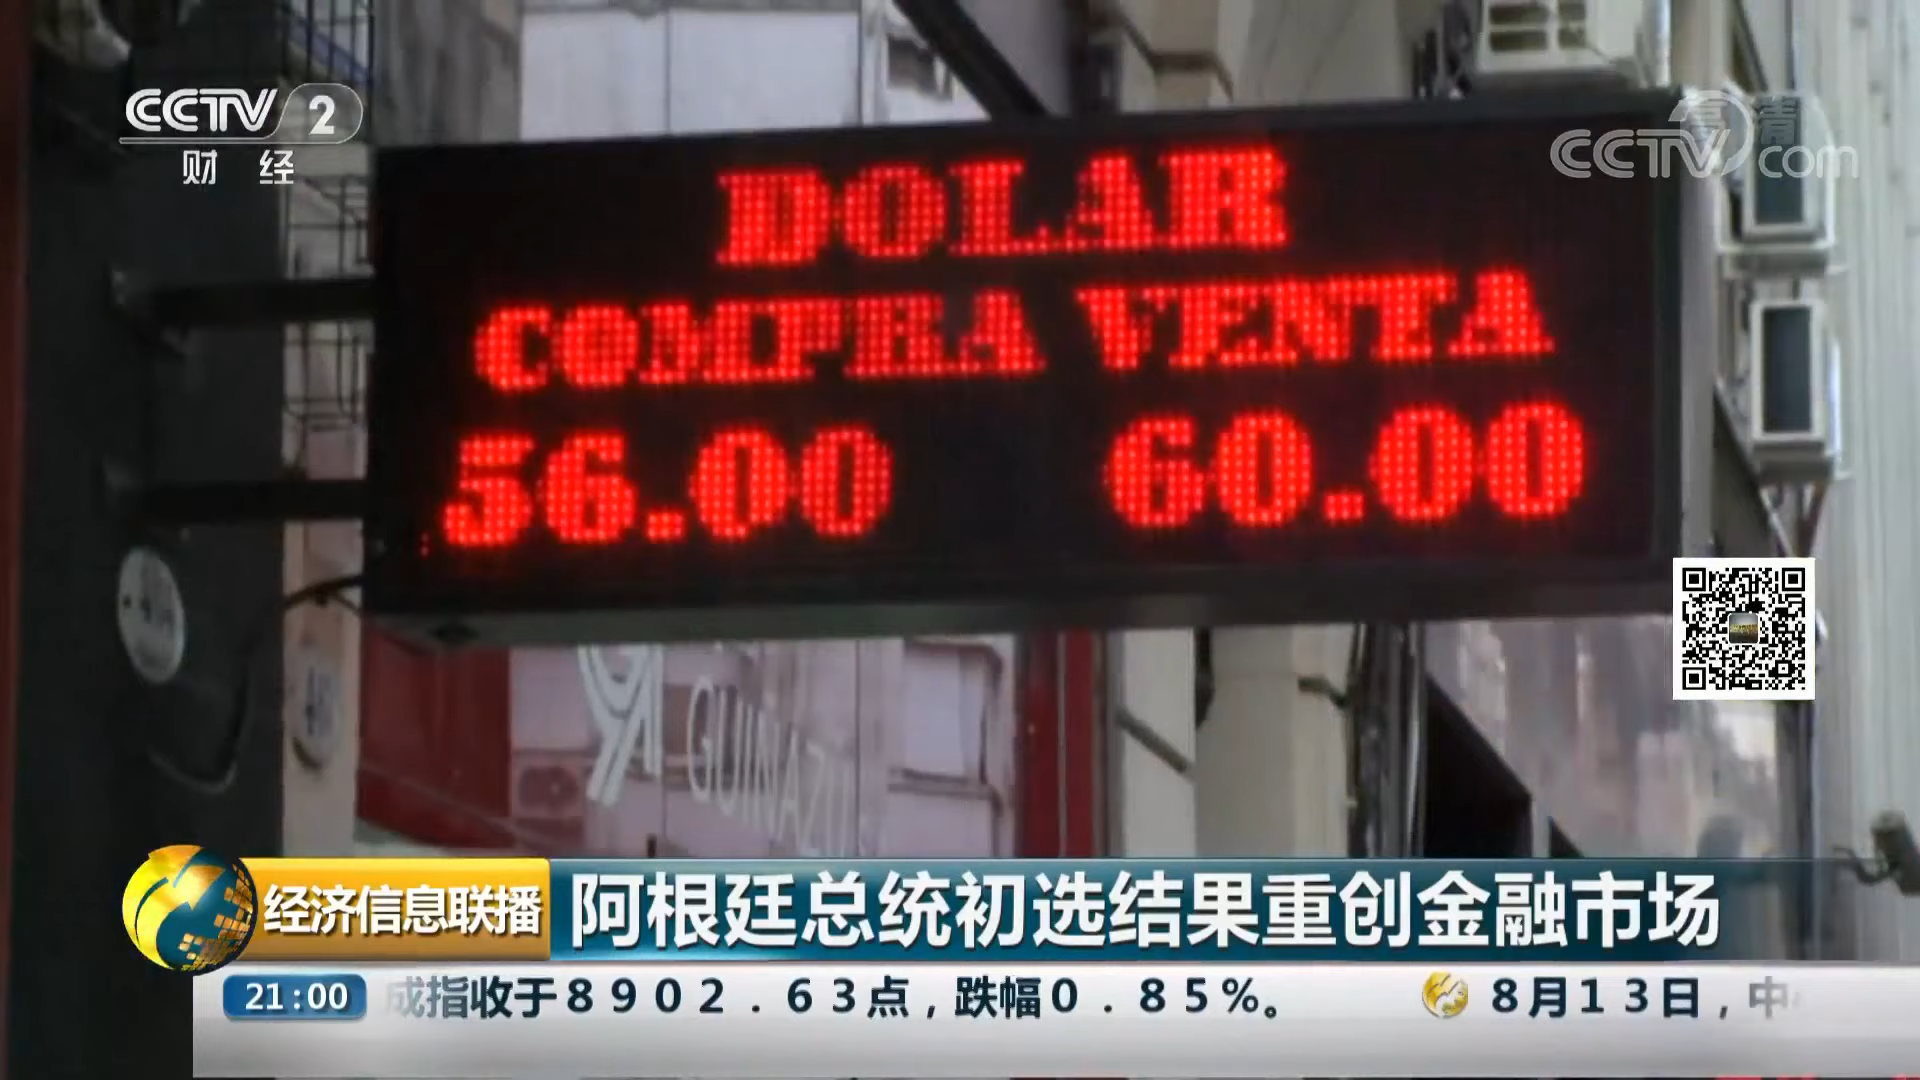 CCTV 2
财 经
高清
CCTV com
DOLAR
COMPRA VENTA
56.00 60.00
GUINAZU
经济信息联播
阿根廷总统初选结果重创金融市场
21:00
成指收于8902.63点，跌幅0.85%。
8月13日，中